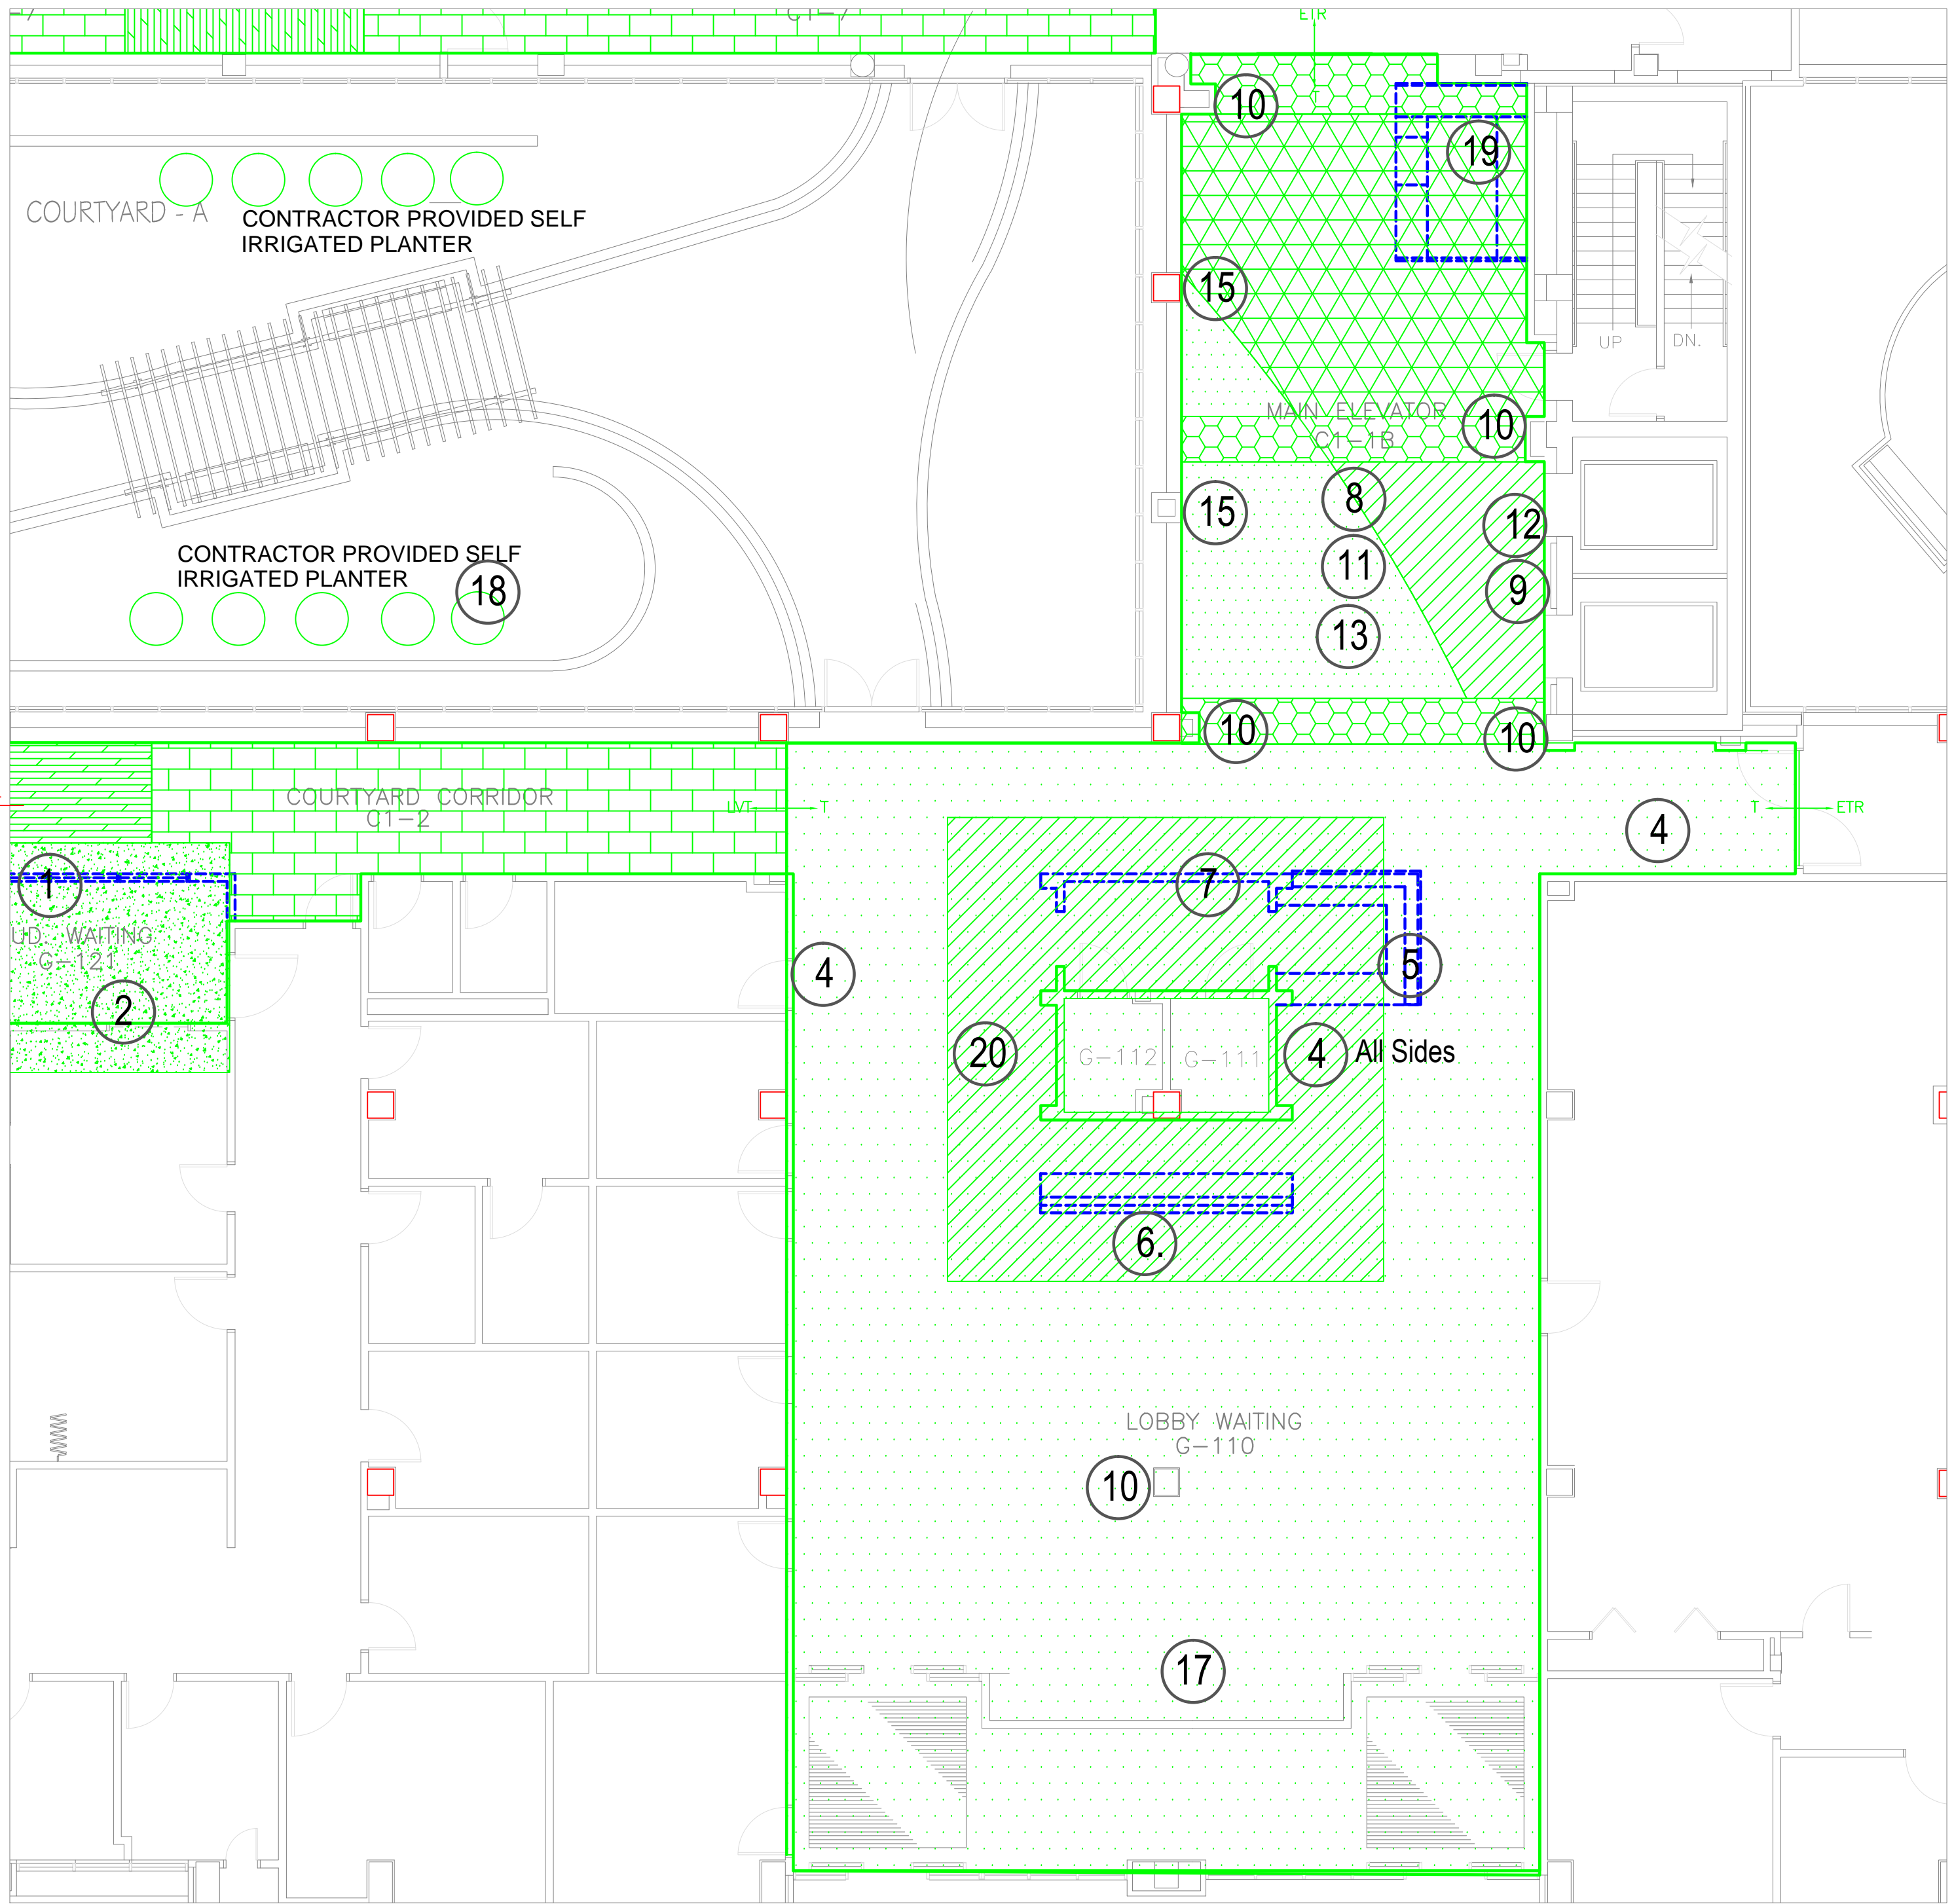 ETR
T
10
19
COURTYARD - A
CONTRACTOR PROVIDED SELF
IRRIGATED PLANTER
15
UP
DN.
MAIN ELEVATOR
C1-1B
10
8
15
12
11
9
13
CONTRACTOR PROVIDED SELF
IRRIGATED PLANTER
18
10
10
COURTYARD CORRIDOR
C1-2
LVT
T
T
ETR
4
1
7
UD. WAITING
G-121
2
4
5
20
G-112
G-111
4
All Sides
6.
LOBBY WAITING
G-110
10
17